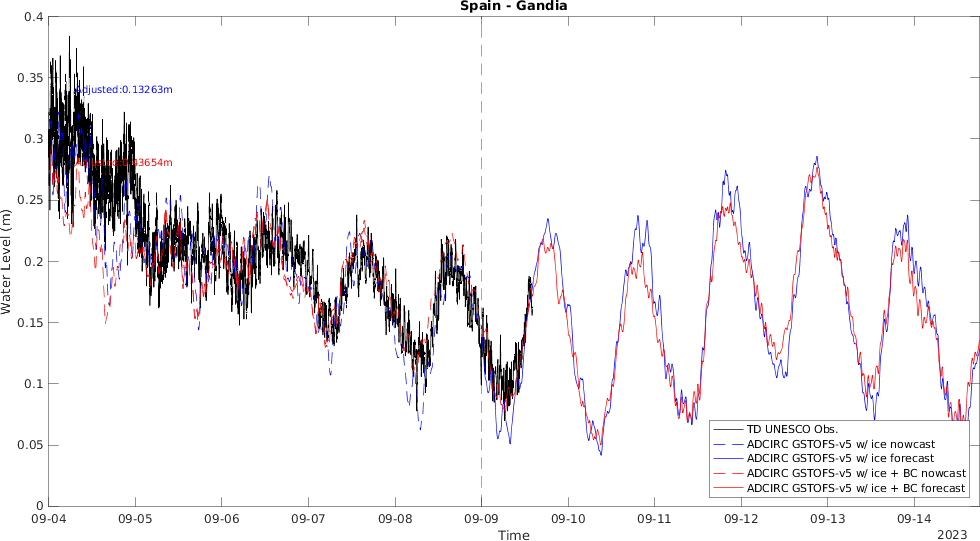 Spain - Gandia
0.4
0.35
0.3
0.25
0.2
0.15
0.1
0.05
0
Water Level (m)
Adjusted:0.13263m
09-04
09-05
09-06
09-07
09-08
09-09
09-10
09-11
09-12
09-13
09-14
Time
2023
TD UNESCO Obs.
ADCIRC GSTOFS-v5 w/ ice nowcast
ADCIRC GSTOFS-v5 w/ ice forecast
ADCIRC GSTOFS-v5 w/ ice + BC nowcast
ADCIRC GSTOFS-v5 w/ ice + BC forecast